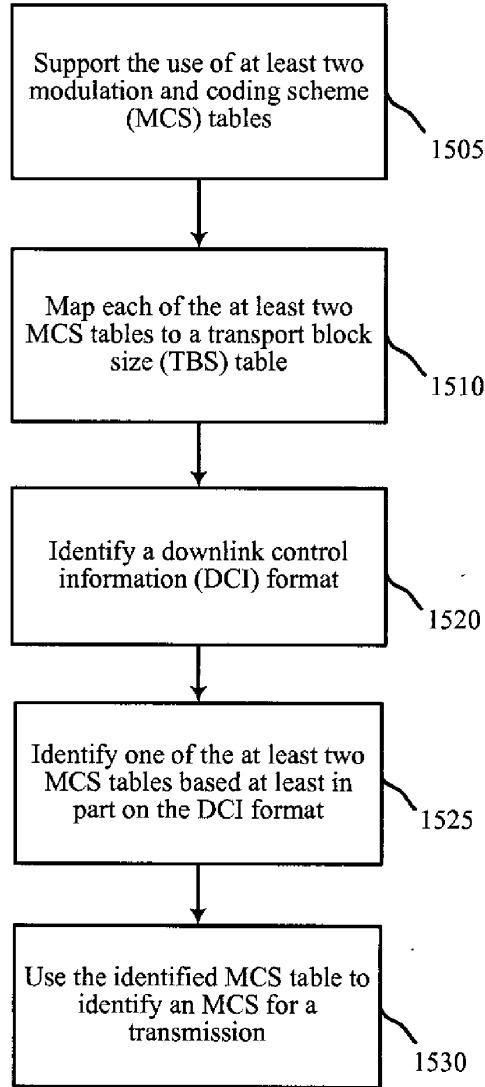 Support the use of at least two
modulation and coding scheme
(MCS) tables
1505
Map each of the at least two
MCS tables to a transport block
size (TBS) table
1510
Identify a downlink control
information (DCI) format
1520
Identify one of the at least two
MCS tables based at least in
part on the DCI format
1525
Use the identified MCS table to
identify an MCS for a
transmission
1530